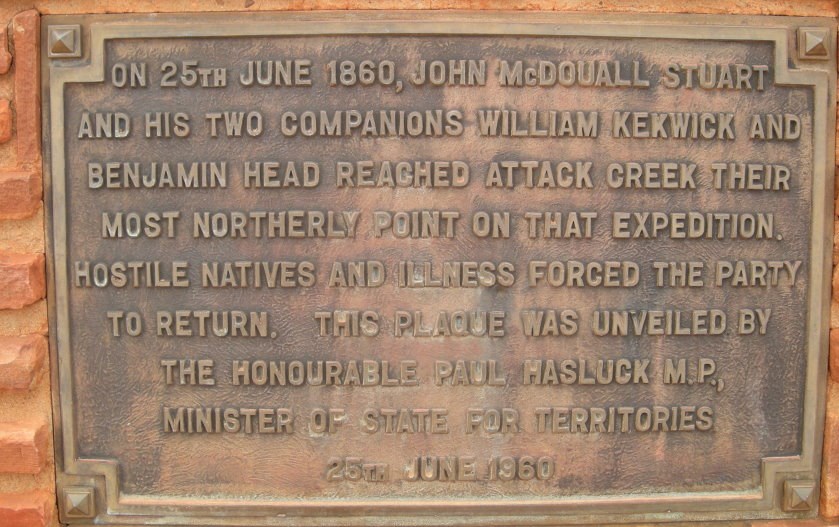 ON 25TH JUNE 1860, JOHN McDOUALL STUART
AND HIS TWO COMPANIONS WILLIAM KEKWICK AND
BENJAMIN HEAD REACHED ATTACK CREEK THEIR
MOST NORTHERLY POINT ON THAT EXPEDITION.
HOSTILE NATIVES AND ILLNESS FORCED THE PARTY
TO RETURN. THIS PLAQUE WAS UNVEILED BY
THE HONOURABLE PAUL HASLUCK M.P.,
MINISTER OF STATE FOR TERRITORIES
25TH JUNE 1960